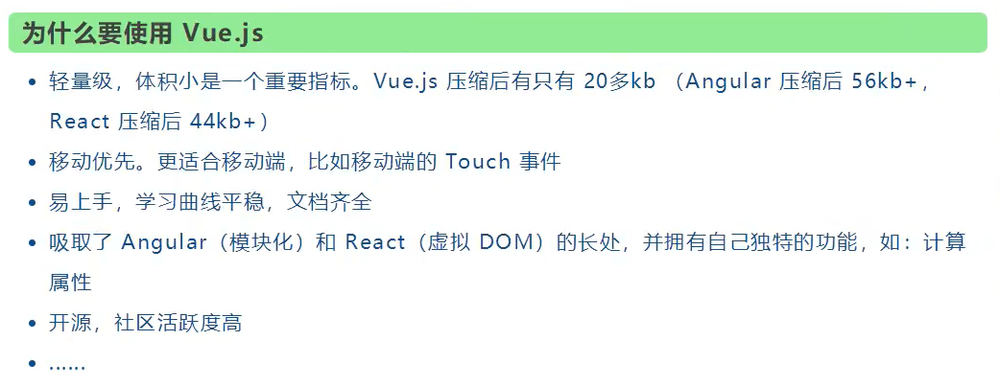 为什么要使用 Vue.js
• 轻量级，体积小是一个重要指标。Vue.js 压缩后有只有 20多kb （Angular 压缩后 56kb+，
React 压缩后 44kb+）
• 移动优先。更适合移动端，比如移动端的 Touch 事件
• 易上手，学习曲线平稳，文档齐全
• 吸取了 Angular（模块化）和 React（虚拟 DOM）的长处，并拥有自己独特的功能，如：计算
属性
• 开源，社区活跃度高
• ......